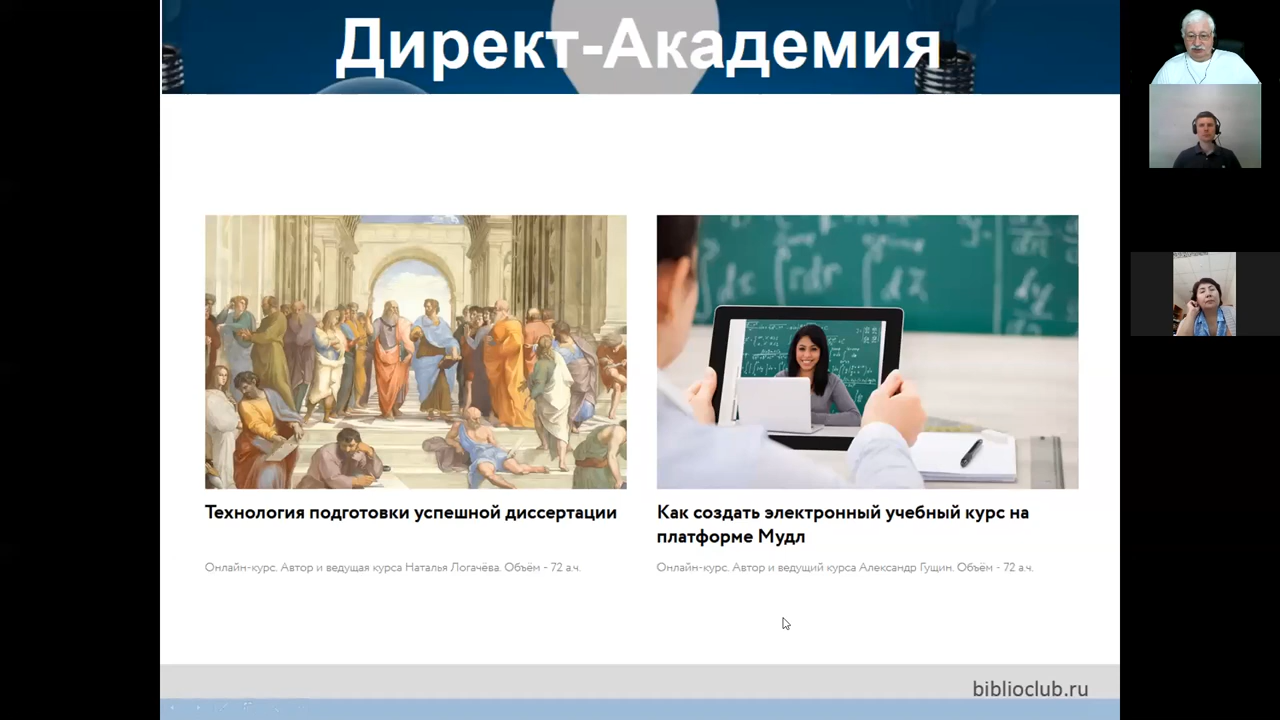 Директ-Академия
Технология подготовки успешной диссертации
Онлайн-курс. Автор и ведущая курса Наталья Логачёва. Объём - 72 а.ч.
Как создать электронный учебный курс на
платформе Мудл
Онлайн-курс. Автор и ведущий курса Александр Гущин. Объём - 72 а.ч.
biblioclub.ru